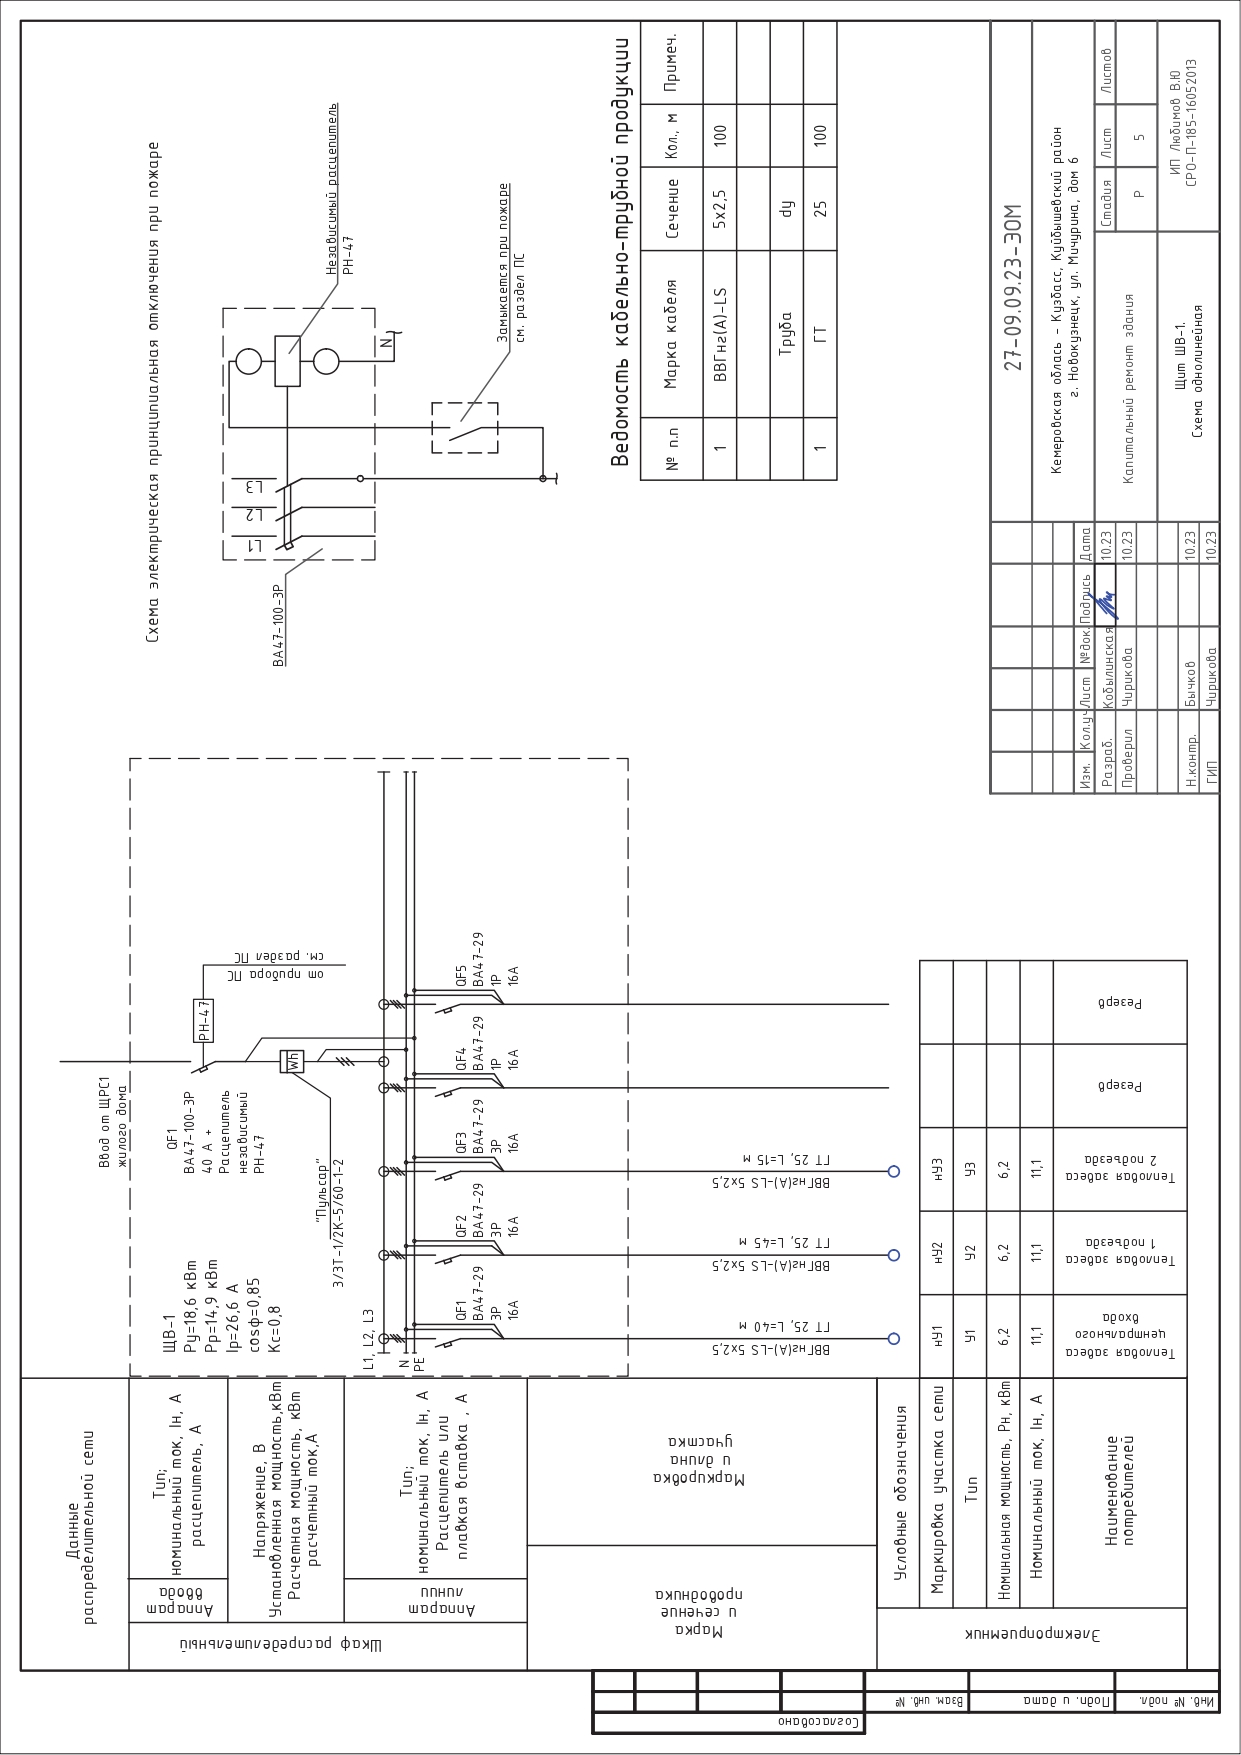 Данные
распределительной сети
Ввод от ЩРС1
жилого дома
Шкаф распределительный
Аппарат
ввода
Тип;
номинальный ток, Iн, А
расцепитель, А
Напряжение, В
Установленная мощность,кВт
Расчетная мощность, кВт
расчетный ток,А
Аппарат
линии
Тип;
номинальный ток, Iн, А
Расцепитель или
плавкая вставка , А
Марка
и сечение
проводника
Маркировка
и длина
участка
Электроприемник
Условные обозначения
Маркировка участка сети
Тип
Номинальная мощность, Рн, кВт
Номинальный ток, Iн, А
Наименование
потребителей
ЩВ-1
Ру=18,6 кВт
Рр=14,9 кВт
Iр=26,6 А
cosф=0,85
Кс=0,8
QF1
ВА47-100-3Р
40 А +
Расцепитель
независимый
РН-47
РН-47
от прибора ПС
см. раздел ПС
Wh
"Пульсар"
3/3Т-1/2К-5/60-1-2
L1, L2, L3
N
PE
QF1
ВА47-29
3Р
16А
QF2
ВА47-29
3Р
16А
QF3
ВА47-29
3Р
16А
QF4
ВА47-29
1Р
16А
QF5
ВА47-29
1Р
16А
ВВГнг(А)-LS 5х2,5
ГТ 25, L=40 м
ВВГнг(А)-LS 5х2,5
ГТ 25, L=45 м
ВВГнг(А)-LS 5х2,5
ГТ 25, L=15 м
нУ1
нУ2
нУ3
У1
У2
У3
6,2
6,2
6,2
11,1
11,1
11,1
Тепловая завеса
центрального
входа
Тепловая завеса
1 подъезда
Тепловая завеса
2 подъезда
Резерв
Резерв
Схема электрическая принципиальная отключения при пожаре
ВА47-100-3Р
L1
L2
L3
N
Независимый расцепитель
РН-47
Замыкается при пожаре
см. раздел ПС
Ведомость кабельно-трубной продукции
№ п.п Марка кабеля Сечение Кол., м Примеч.
1 ВВГнг(А)-LS 5х2,5 100
Труба dy
1 ГТ 25 100
27-09.09.23-ЭОМ
Кемеровская облась - Кузбасс, Куйбышевский район
г. Новокузнецк, ул. Мичурина, дом 6
Изм. Кол.уч Лист №док. Подпись Дата
Разраб. Кобылинская 10.23
Проверил Чирикова 10.23
Н.контр. Бычков 10.23
ГИП Чирикова 10.23
Капитальный ремонт здания
Стадия Лист Листов
Р 5
Щит ШВ-1.
Схема однолинейная
ИП Любимов В.Ю
СРО-П-185-16052013
Согласовано
Взам. инв. №
Подп. и дата
Инв. № подл.